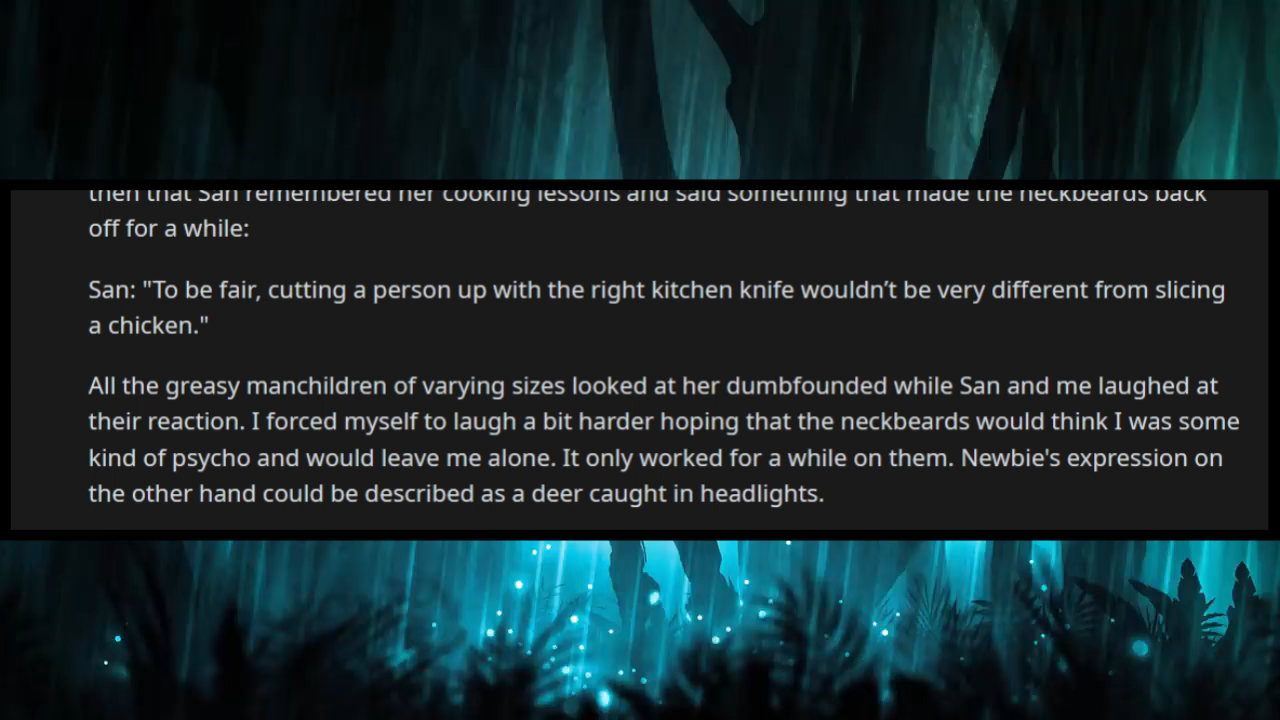 then that San remembered her cooking lessons and said something that made the neckbeards back
off for a while:
San: "To be fair, cutting a person up with the right kitchen knife wouldn’t be very different from slicing
a chicken."
All the greasy manchildren of varying sizes looked at her dumbfounded while San and me laughed at
their reaction. I forced myself to laugh a bit harder hoping that the neckbeards would think I was some
kind of psycho and would leave me alone. It only worked for a while on them. Newbie's expression on
the other hand could be described as a deer caught in headlights.